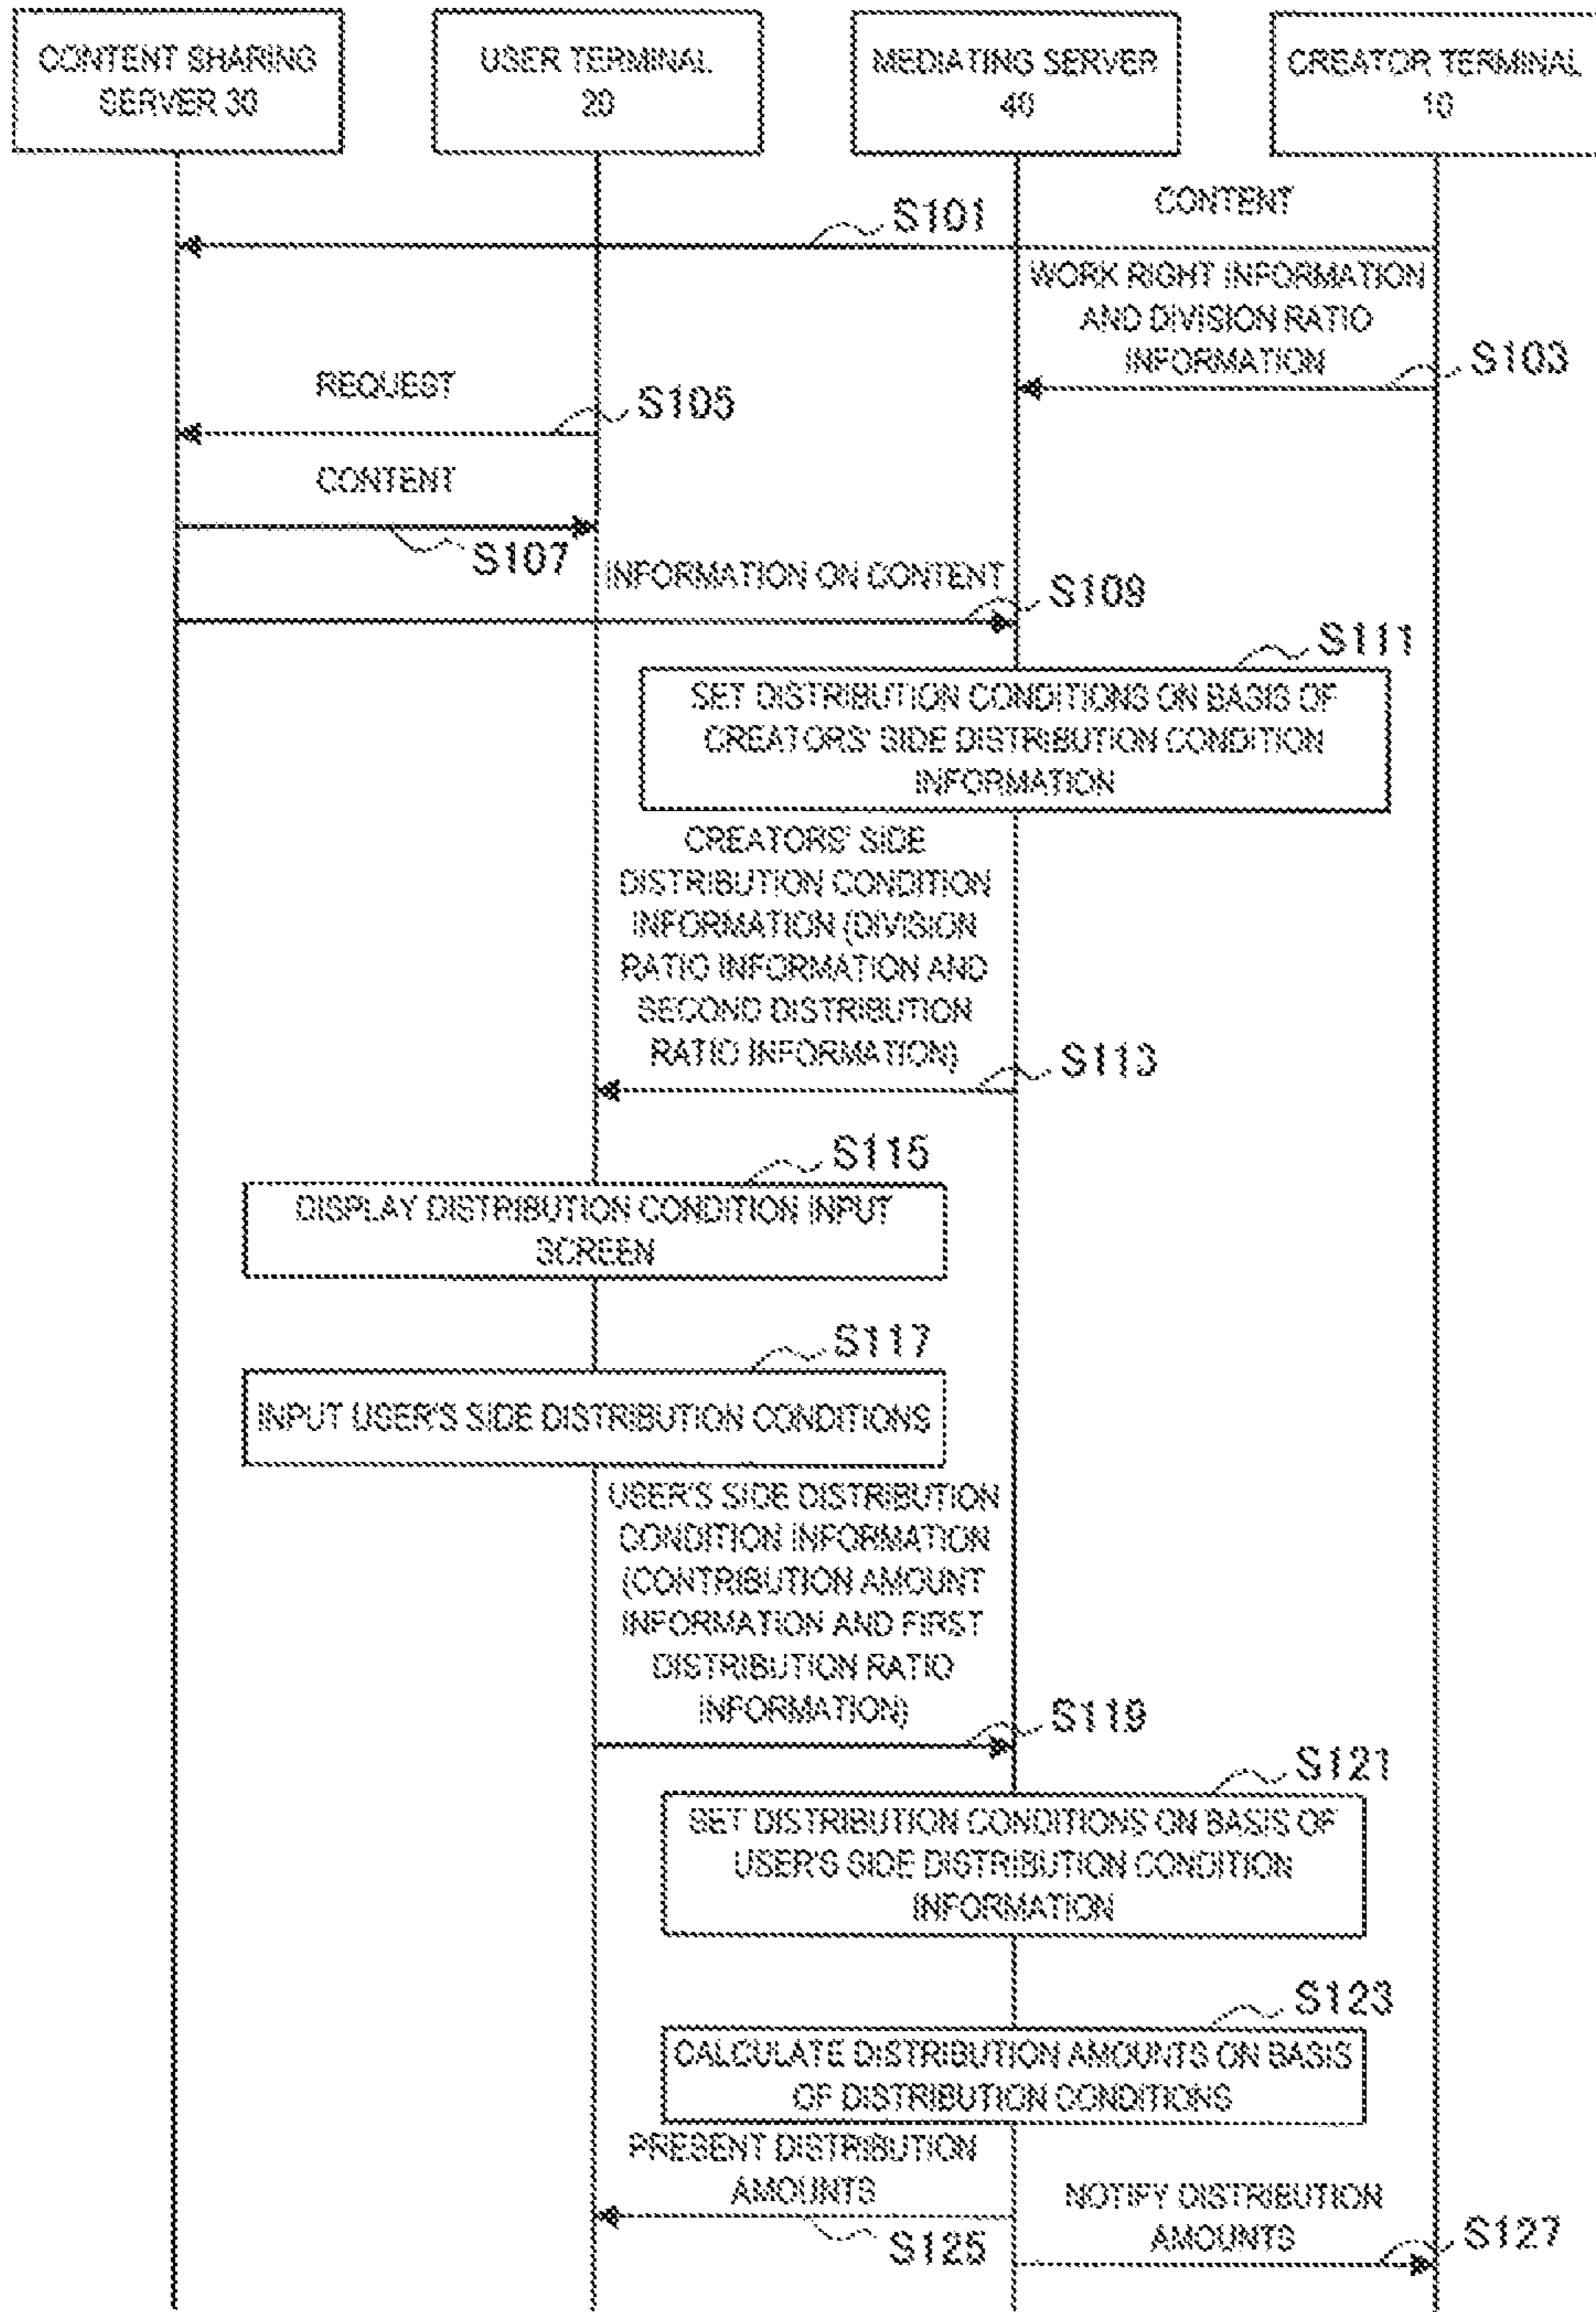 CONTENT SHARING
SERVER 30
USER TERMINAL
20
MEDIATING SERVER
40
CREATOR TERMINAL
10
CONTENT
S101
WORK RIGHT INFORMATION
AND DIVISION RATIO
INFORMATION
S103
REQUEST
S105
CONTENT
S107
INFORMATION ON CONTENT
S109
S111
SET DISTRIBUTION CONDITIONS ON BASIS OF
CREATORS' SIDE DISTRIBUTION CONDITION
INFORMATION
CREATORS' SIDE
DISTRIBUTION CONDITION
INFORMATION (DIVISION
RATIO INFORMATION AND
SECOND DISTRIBUTION
RATIO INFORMATION)
S113
S115
DISPLAY DISTRIBUTION CONDITION INPUT
SCREEN
S117
INPUT USER'S SIDE DISTRIBUTION CONDITIONS
USER'S SIDE DISTRIBUTION
CONDITION INFORMATION
(CONTRIBUTION AMOUNT
INFORMATION AND FIRST
DISTRIBUTION RATIO
INFORMATION)
S119
S121
SET DISTRIBUTION CONDITIONS ON BASIS OF
USER'S SIDE DISTRIBUTION CONDITION
INFORMATION
S123
CALCULATE DISTRIBUTION AMOUNTS ON BASIS
OF DISTRIBUTION CONDITIONS
PRESENT DISTRIBUTION
AMOUNTS
S125
NOTIFY DISTRIBUTION
AMOUNTS
S127